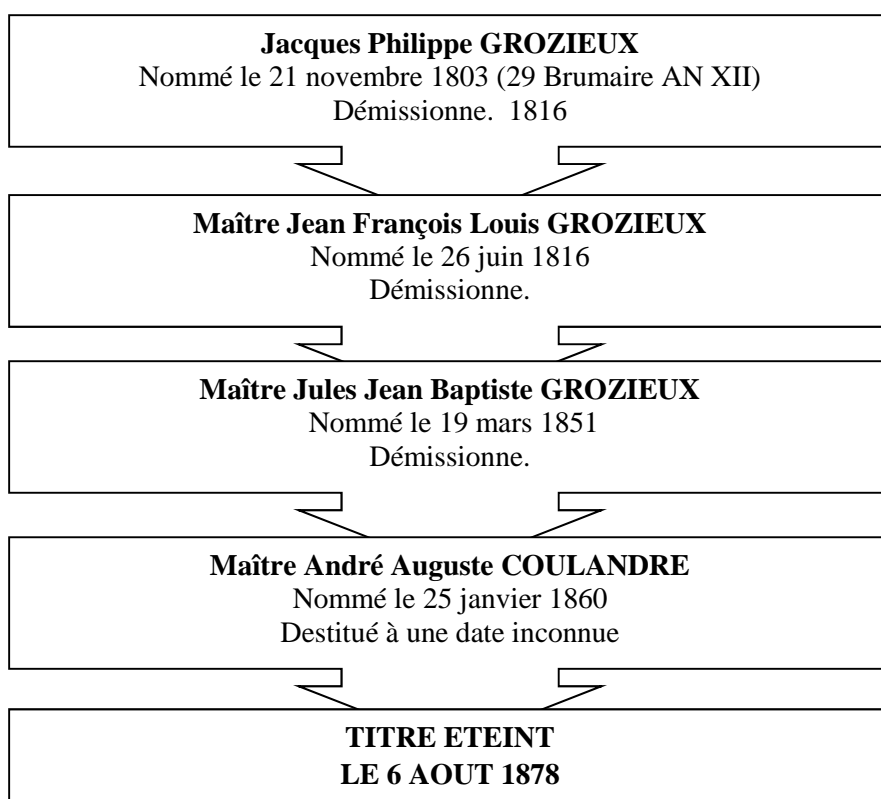 Jacques Philippe GROZIEUX
Nommé le 21 novembre 1803 (29 Brumaire AN XII)
Démissionne. 1816
Maître Jean François Louis GROZIEUX
Nommé le 26 juin 1816
Démissionne.
Maître Jules Jean Baptiste GROZIEUX
Nommé le 19 mars 1851
Démissionne.
Maître André Auguste COULANDRE
Nommé le 25 janvier 1860
Destitué à une date inconnue
TITRE ETEINT
LE 6 AOUT 1878